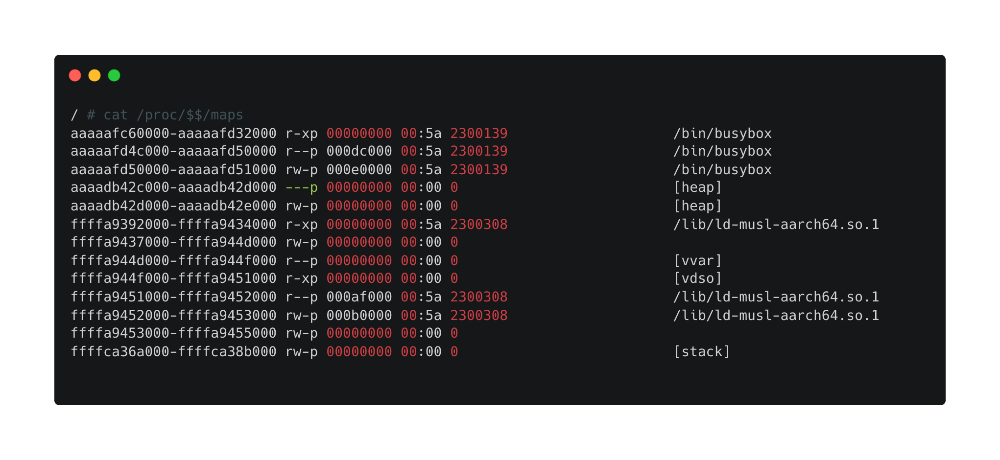 / # cat /proc/$$/maps
aaaaafc60000-aaaaafd32000 r-xp 00000000 00:5a 2300139                    /bin/busybox
aaaaafd4c000-aaaaafd50000 r--p 000dc000 00:5a 2300139                    /bin/busybox
aaaaafd50000-aaaaafd51000 rw-p 000e0000 00:5a 2300139                    /bin/busybox
aaaadb42c000-aaaadb42d000 ---p 00000000 00:00 0                          [heap]
aaaadb42d000-aaaadb42e000 rw-p 00000000 00:00 0                          [heap]
ffffa9392000-ffffa9434000 r-xp 00000000 00:5a 2300308                    /lib/ld-musl-aarch64.so.1
ffffa9437000-ffffa944d000 rw-p 00000000 00:00 0
ffffa944d000-ffffa944f000 r--p 00000000 00:00 0                          [vvar]
ffffa944f000-ffffa9451000 r-xp 00000000 00:00 0                          [vdso]
ffffa9451000-ffffa9452000 r--p 000af000 00:5a 2300308                    /lib/ld-musl-aarch64.so.1
ffffa9452000-ffffa9453000 rw-p 000b0000 00:5a 2300308                    /lib/ld-musl-aarch64.so.1
ffffa9453000-ffffa9455000 rw-p 00000000 00:00 0
ffffca36a000-ffffca38b000 rw-p 00000000 00:00 0                          [stack]